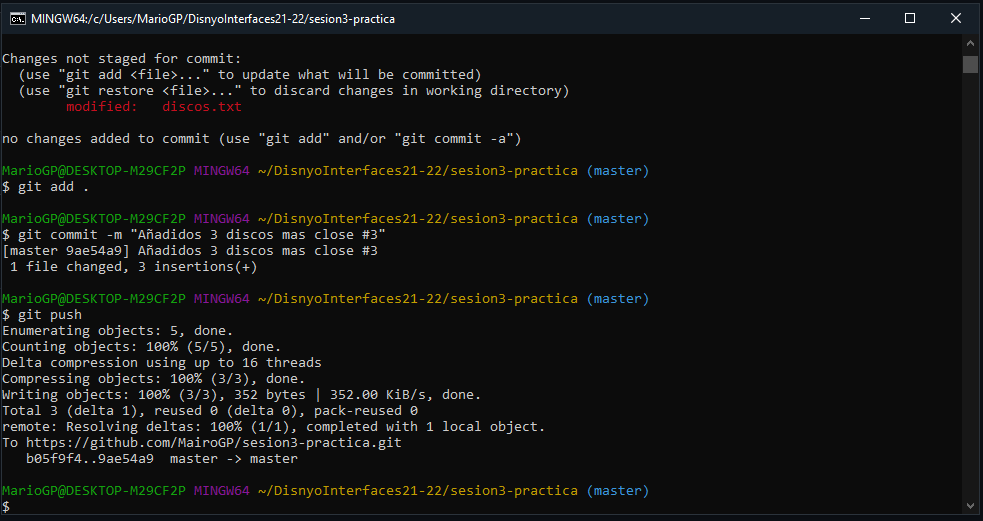 MINGW64:/c/Users/MarioGP/DisnyoInterfaces21-22/sesion3-practica
Changes not staged for commit:
  (use "git add <file>..." to update what will be committed)
  (use "git restore <file>..." to discard changes in working directory)
        modified:   discos.txt
no changes added to commit (use "git add" and/or "git commit -a")
MarioGP@DESKTOP-M29CF2P MINGW64 ~/DisnyoInterfaces21-22/sesion3-practica (master)
$ git add .
MarioGP@DESKTOP-M29CF2P MINGW64 ~/DisnyoInterfaces21-22/sesion3-practica (master)
$ git commit -m "Añadidos 3 discos mas close #3"
[master 9ae54a9] Añadidos 3 discos mas close #3
 1 file changed, 3 insertions(+)
MarioGP@DESKTOP-M29CF2P MINGW64 ~/DisnyoInterfaces21-22/sesion3-practica (master)
$ git push
Enumerating objects: 5, done.
Counting objects: 100% (5/5), done.
Delta compression using up to 16 threads
Compressing objects: 100% (3/3), done.
Writing objects: 100% (3/3), 352 bytes | 352.00 KiB/s, done.
Total 3 (delta 1), reused 0 (delta 0), pack-reused 0
remote: Resolving deltas: 100% (1/1), completed with 1 local object.
To https://github.com/MairoGP/sesion3-practica.git
   b05f9f4..9ae54a9  master -> master
MarioGP@DESKTOP-M29CF2P MINGW64 ~/DisnyoInterfaces21-22/sesion3-practica (master)
$